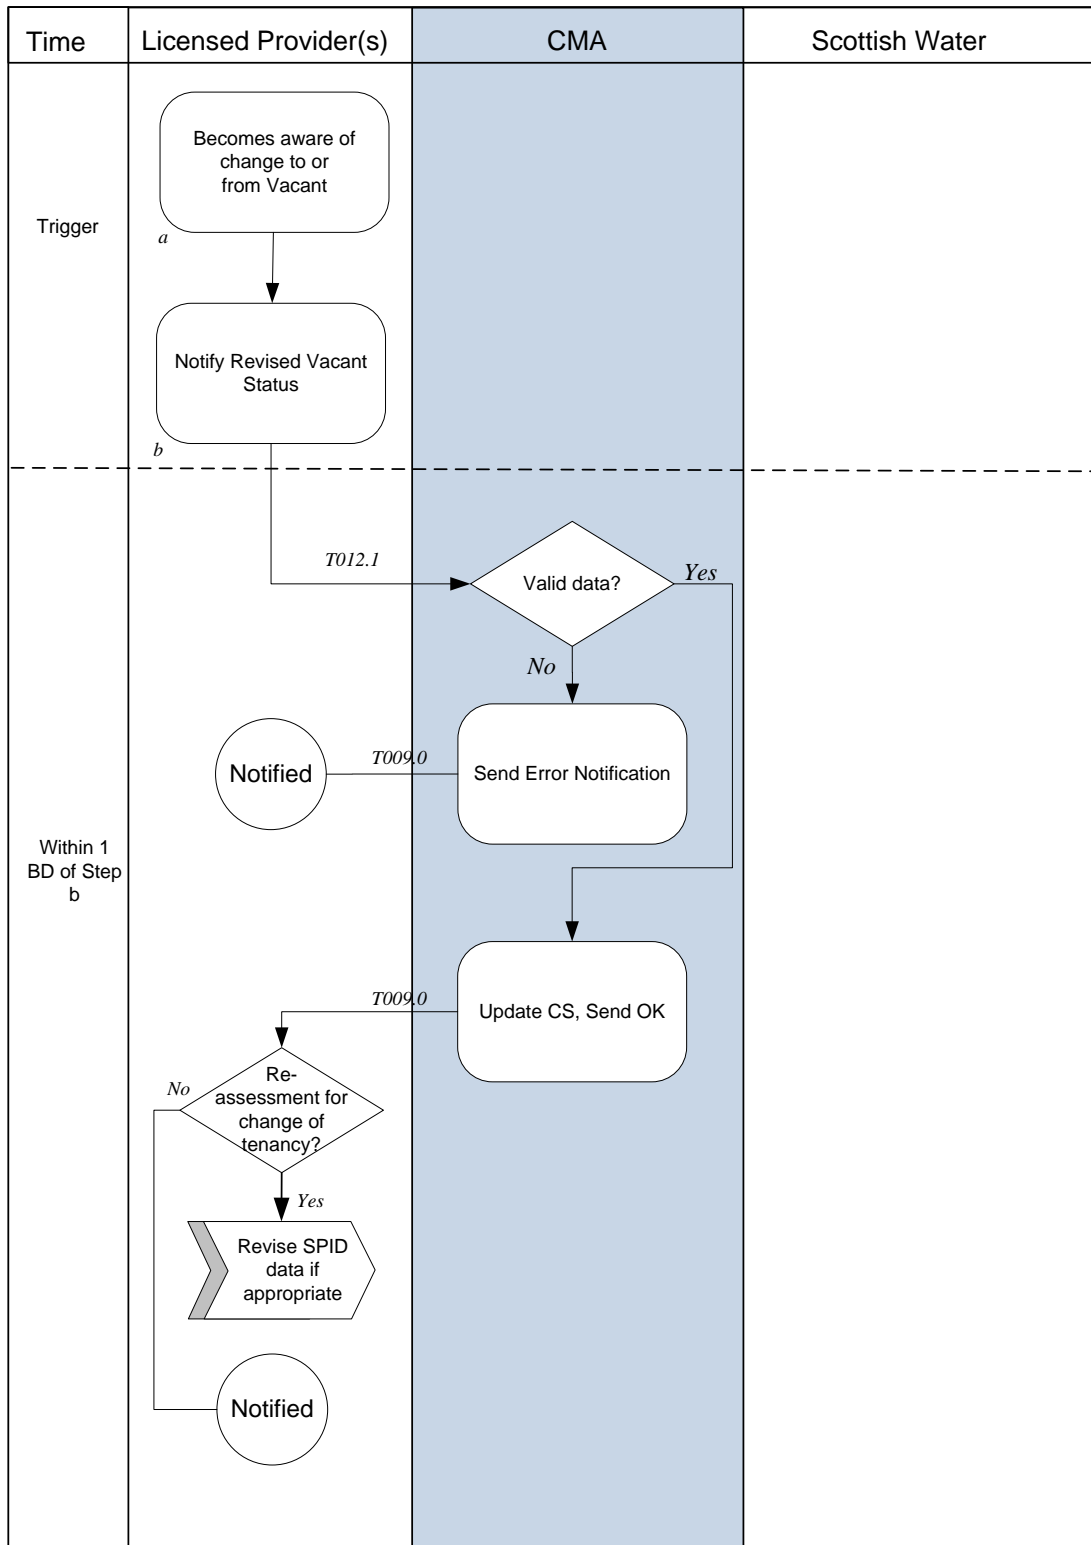 Time
Licensed Provider(s)
CMA
Scottish Water
Becomes aware of
change to or
from Vacant
Trigger
a
Notify Revised Vacant
Status
b
T012.1
Valid data?
Yes
No
Notified
T009.0
Send Error Notification
Within 1
BD of Step
b
T009.0
Update CS, Send OK
Re-
assessment for
change of
tenancy?
No
Yes
Revise SPID
data if
appropriate
Notified